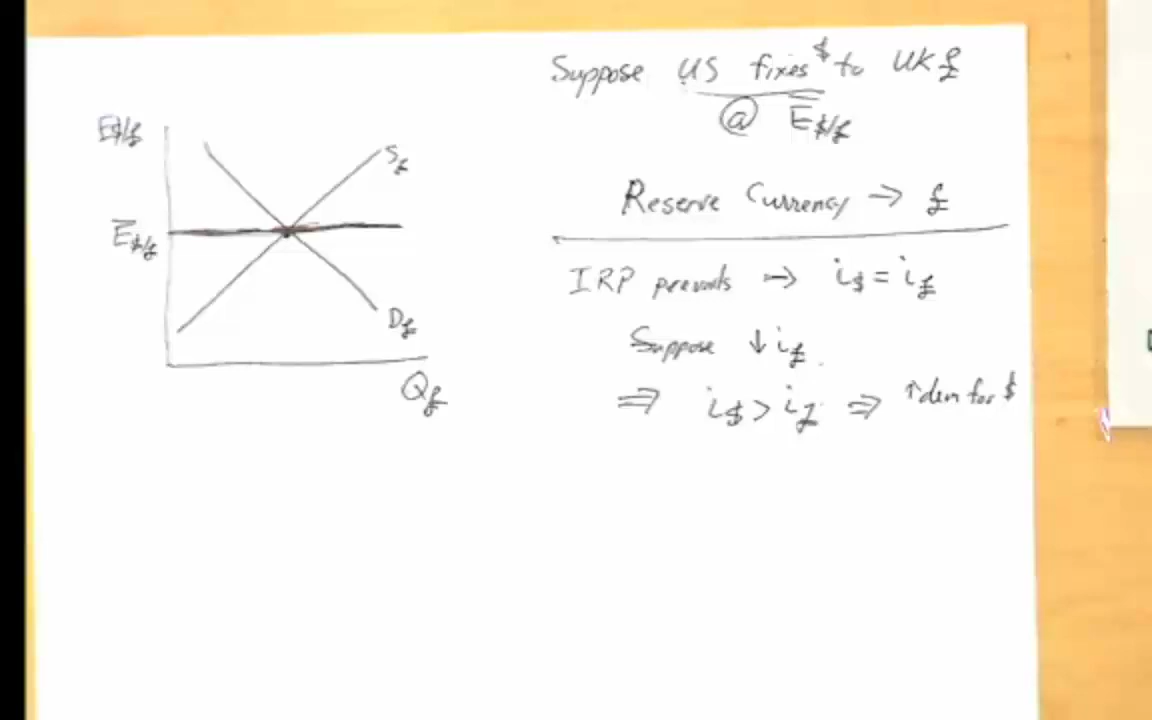 Suppose US fixes $ to UK £
@ E̅$/£
Reserve Currency → £
IRP prevails → i$ = i£
Suppose ↓ i£
⇒ i$ > i£ ⇒ ↑ dem for $
E$/£
S£
E̅$/£
D£
Q£